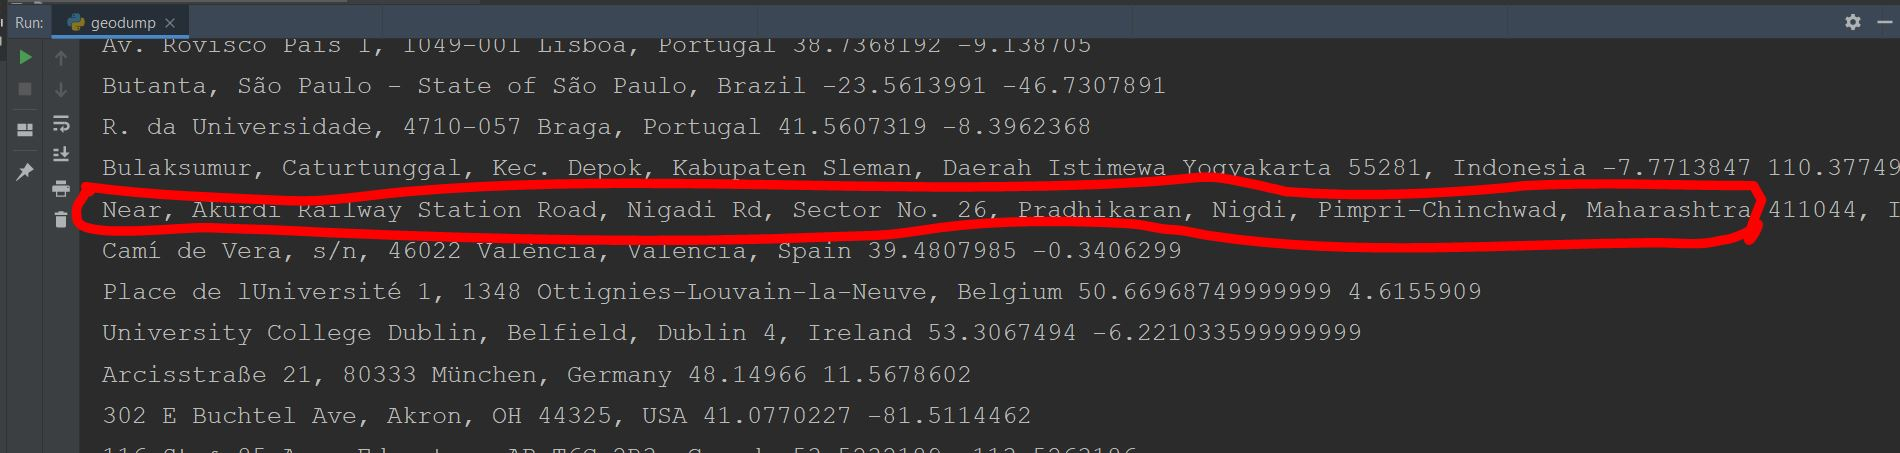 Run: geodump
Av. Rovisco Pais 1, 1049-001 Lisboa, Portugal 38.7368192 -9.138705
Butanta, São Paulo - State of São Paulo, Brazil -23.5613991 -46.7307891
R. da Universidade, 4710-057 Braga, Portugal 41.5607319 -8.3962368
Bulaksumur, Caturtunggal, Kec. Depok, Kabupaten Sleman, Daerah Istimewa Yogyakarta 55281, Indonesia -7.7713847 110.37749
Near, Akurdi Railway Station Road, Nigadi Rd, Sector No. 26, Pradhikaran, Nigdi, Pimpri-Chinchwad, Maharashtra 411044, I
Camí de Vera, s/n, 46022 València, Valencia, Spain 39.4807985 -0.3406299
Place de lUniversité 1, 1348 Ottignies-Louvain-la-Neuve, Belgium 50.66968749999999 4.6155909
University College Dublin, Belfield, Dublin 4, Ireland 53.3067494 -6.221033599999999
Arcisstraße 21, 80333 München, Germany 48.14966 11.5678602
302 E Buchtel Ave, Akron, OH 44325, USA 41.0770227 -81.5114462